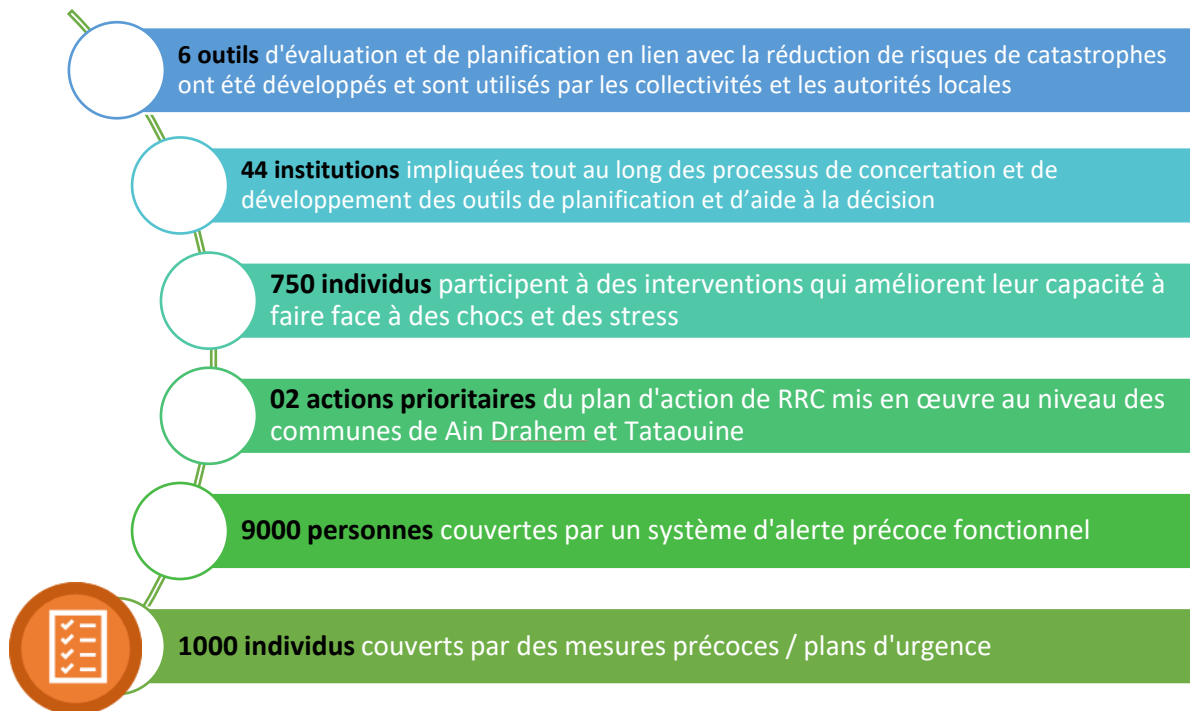 6 outils d'évaluation et de planification en lien avec la réduction de risques de catastrophes
ont été développés et sont utilisés par les collectivités et les autorités locales
44 institutions impliquées tout au long des processus de concertation et de
développement des outils de planification et d’aide à la décision
750 individus participent à des interventions qui améliorent leur capacité à
faire face à des chocs et des stress
02 actions prioritaires du plan d'action de RRC mis en œuvre au niveau des
communes de Ain Drahem et Tataouine
9000 personnes couvertes par un système d'alerte précoce fonctionnel
1000 individus couverts par des mesures précoces / plans d'urgence